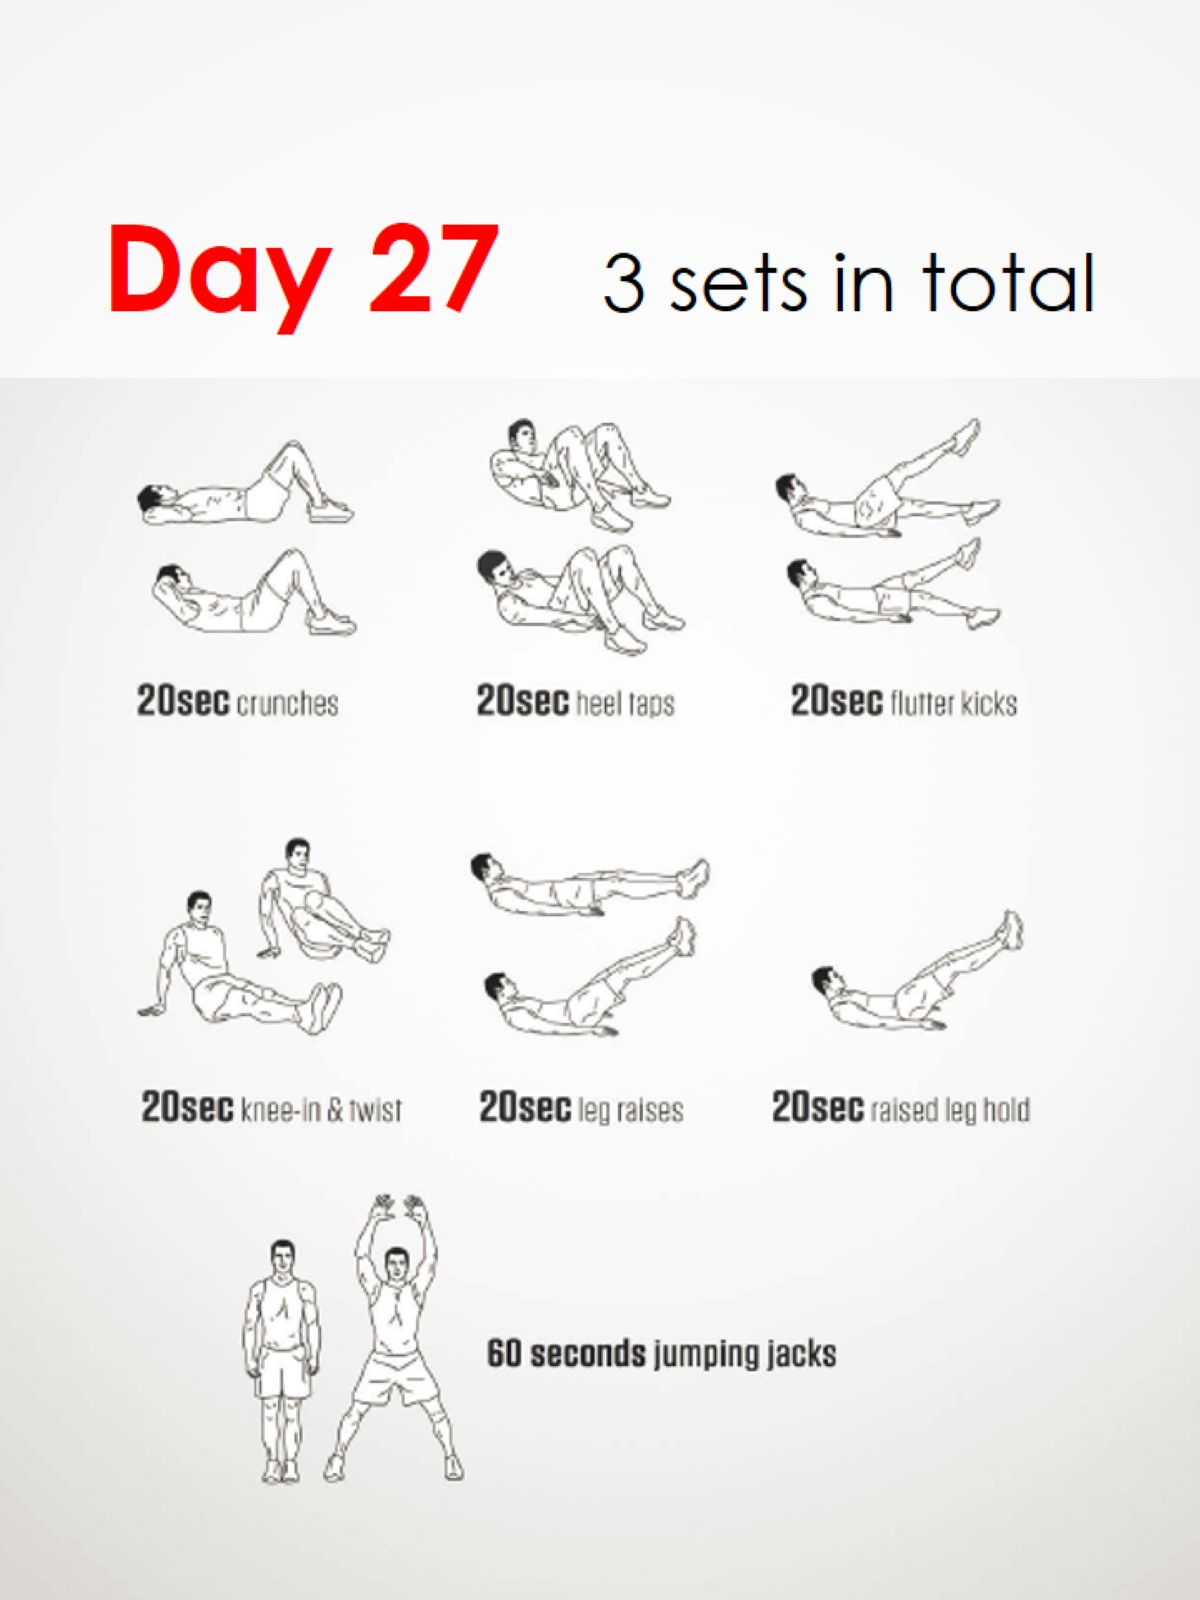 Day 27 3 sets in total
20sec crunches
20sec heel taps
20sec flutter kicks
20sec knee-in & twist
20sec leg raises
20sec raised leg hold
60 seconds jumping jacks